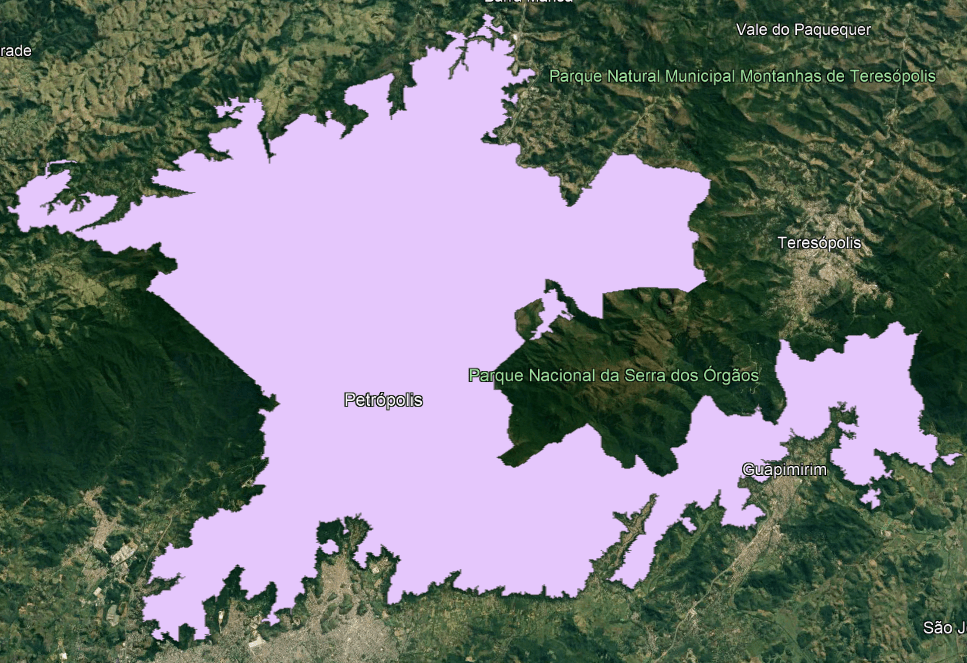 Vale do Paquequer
rade
Parque Natural Municipal Montanhas de Teresópolis
Teresópolis
Parque Nacional da Serra dos Órgãos
Petrópolis
Guapimirim
São J